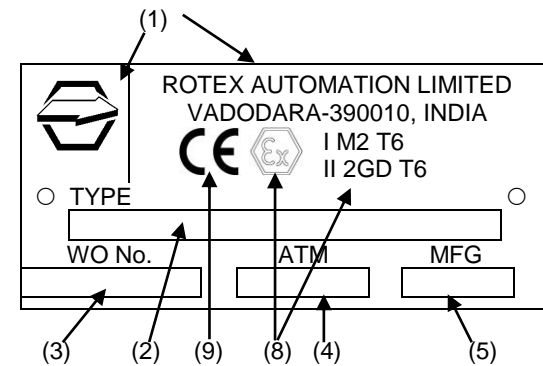 (1)
ROTEX AUTOMATION LIMITED
VADODARA-390010, INDIA
CE Ex I M2 T6
II 2GD T6
TYPE
WO No. ATM MFG
(3) (2) (9) (8) (4) (5)